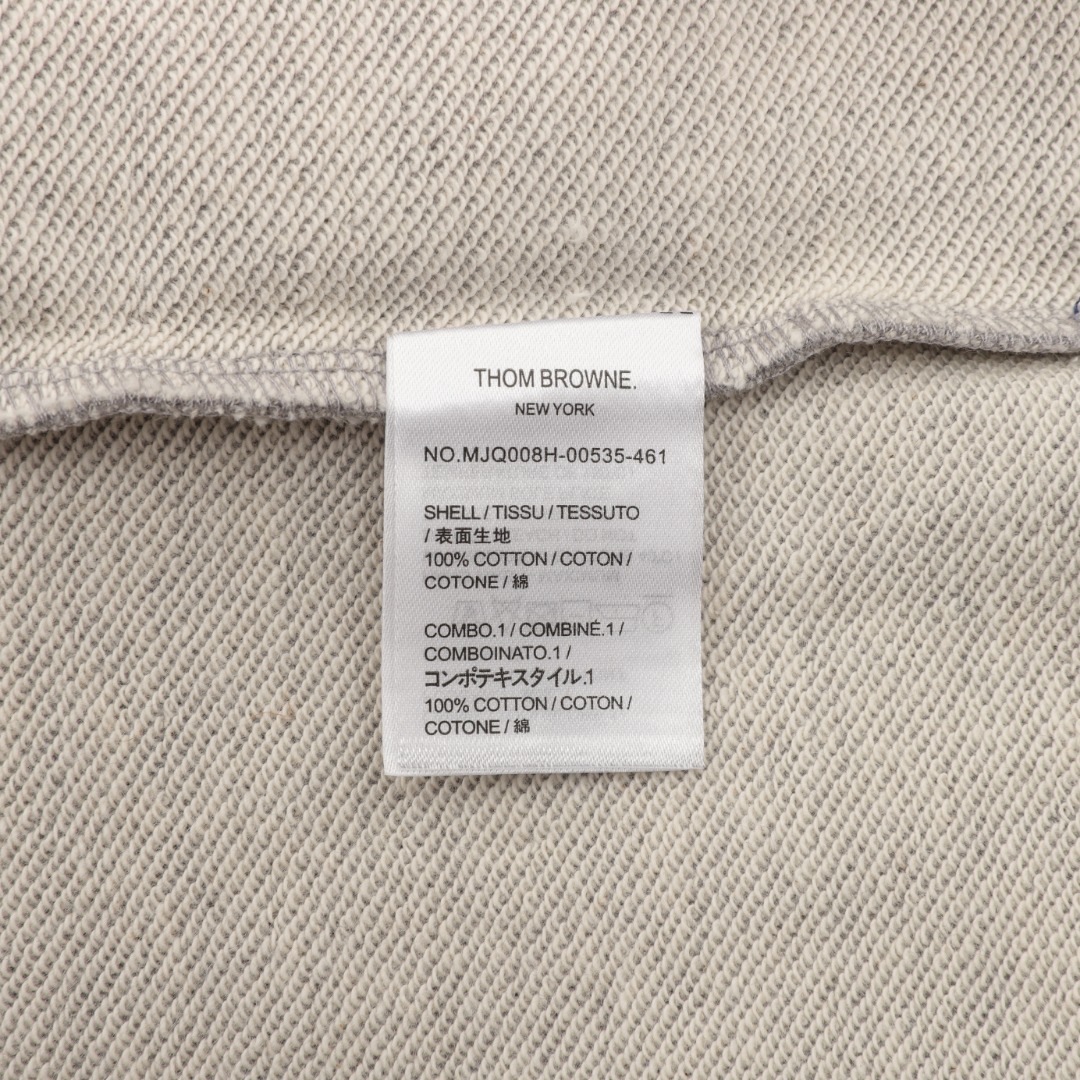 THOM BROWNE.
NEW YORK
NO.MJQ008H-00535-461
SHELL / TISSU / TESSUTO
/ 表面生地
100% COTTON / COTON /
COTONE / 綿
COMBO.1 / COMBINÉ.1 /
COMBOINATO.1 /
コンポテキスタイル.1
100% COTTON / COTON /
COTONE / 綿